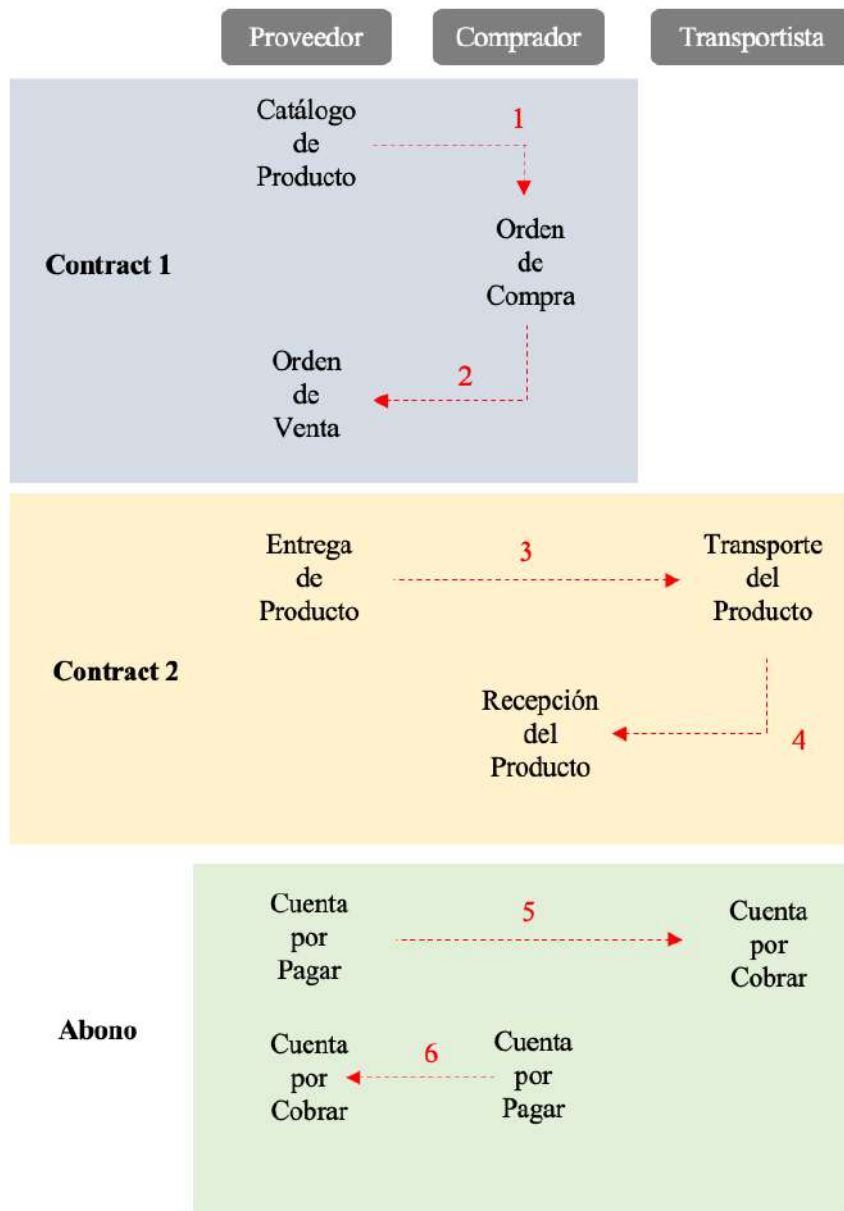 Proveedor
Comprador
Transportista
Catálogo
de
Producto
1
Contract 1
Orden
de
Compra
Orden
de
Venta
2
Entrega
de
Producto
3
Transporte
del
Producto
Contract 2
Recepción
del
Producto
4
Cuenta
por
Pagar
5
Cuenta
por
Cobrar
Abono
Cuenta
por
Cobrar
6
Cuenta
por
Pagar